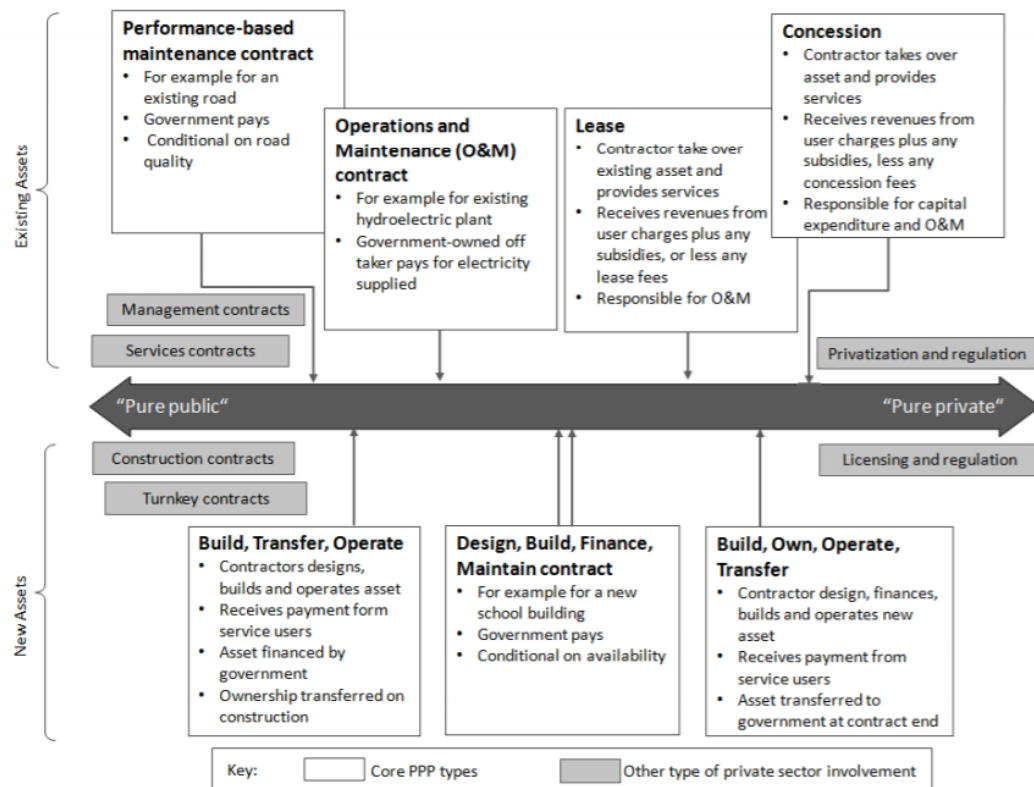 Existing Assets
Performance-based
maintenance contract
• For example for an
existing road
• Government pays
• Conditional on road
quality
Operations and
Maintenance (O&M)
contract
• For example for existing
hydroelectric plant
• Government-owned off
taker pays for electricity
supplied
Lease
• Contractor take over
existing asset and
provides services
• Receives revenues from
user charges plus any
subsidies, or less any
lease fees
• Responsible for O&M
Concession
• Contractor takes over
asset and provides
services
• Receives revenues from
user charges plus any
subsidies, less any
concession fees
• Responsible for capital
expenditure and O&M
Management contracts
Services contracts
Privatization and regulation
“Pure public“
“Pure private“
New Assets
Construction contracts
Turnkey contracts
Licensing and regulation
Build, Transfer, Operate
• Contractors designs,
builds and operates asset
• Receives payment form
service users
• Asset financed by
government
• Ownership transferred on
construction
Design, Build, Finance,
Maintain contract
• For example for a new
school building
• Government pays
• Conditional on availability
Build, Own, Operate,
Transfer
• Contractor design, finances,
builds and operates new
asset
• Receives payment from
service users
• Asset transferred to
government at contract end
Key:
Core PPP types
Other type of private sector involvement